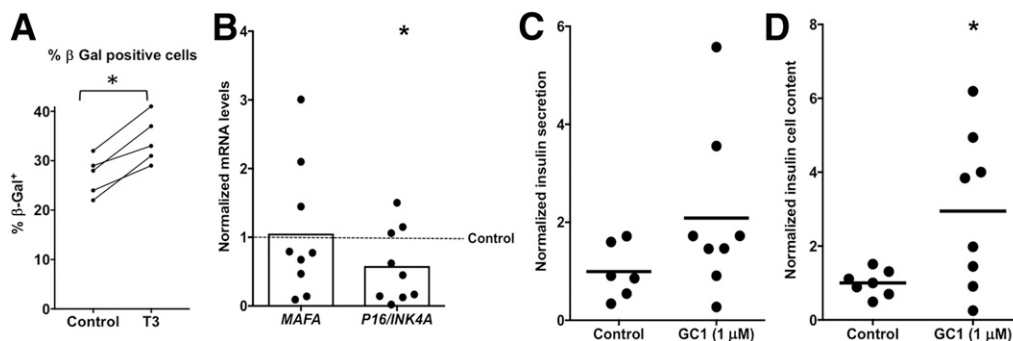 A
% β Gal positive cells
*
% β-Gal⁺
40
30
20
10
0
Control T3
B
*
Normalized mRNA levels
4
3
2
1
0
Control
MAFA P16/INK4A
C
Normalized insulin secretion
6
4
2
0
Control GC1 (1 μM)
D
*
Normalized insulin cell content
8
6
4
2
0
Control GC1 (1 μM)